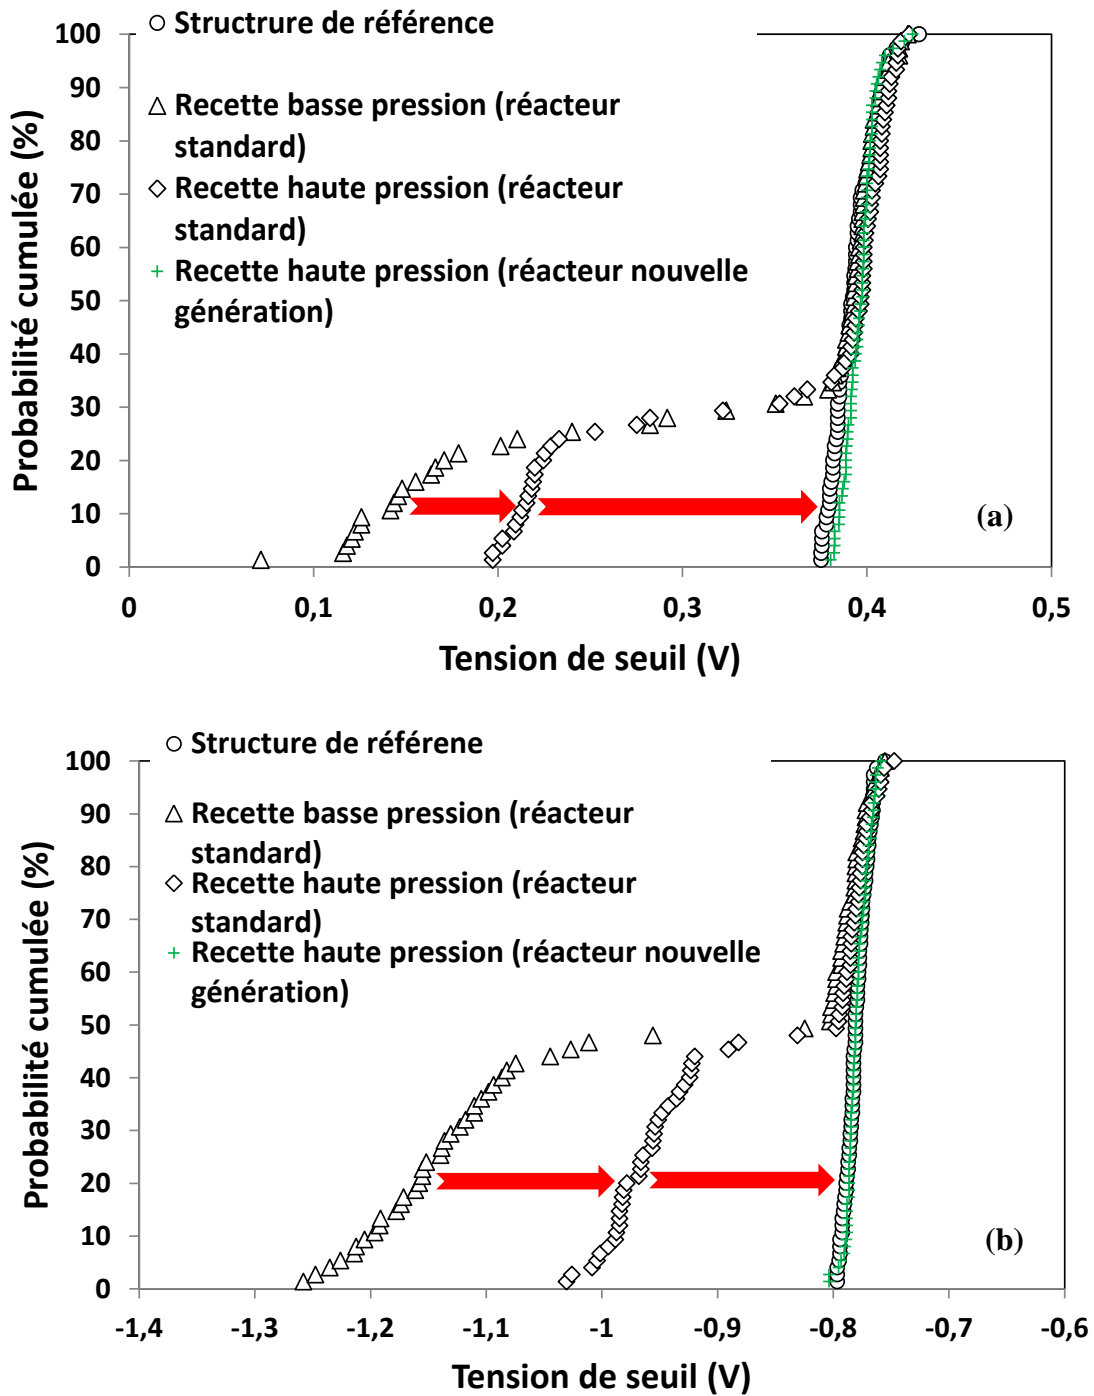 Structrure de référence
Recette basse pression (réacteur
standard)
Recette haute pression (réacteur
standard)
Recette haute pression (réacteur nouvelle
génération)
Probabilité cumulée (%)
100
90
80
70
60
50
40
30
20
10
0
(a)
0 0,1 0,2 0,3 0,4 0,5
Tension de seuil (V)
Structure de référene
Recette basse pression (réacteur
standard)
Recette haute pression (réacteur
standard)
Recette haute pression (réacteur nouvelle
génération)
Probabilité cumulée (%)
100
90
80
70
60
50
40
30
20
10
0
(b)
-1,4 -1,3 -1,2 -1,1 -1 -0,9 -0,8 -0,7 -0,6
Tension de seuil (V)